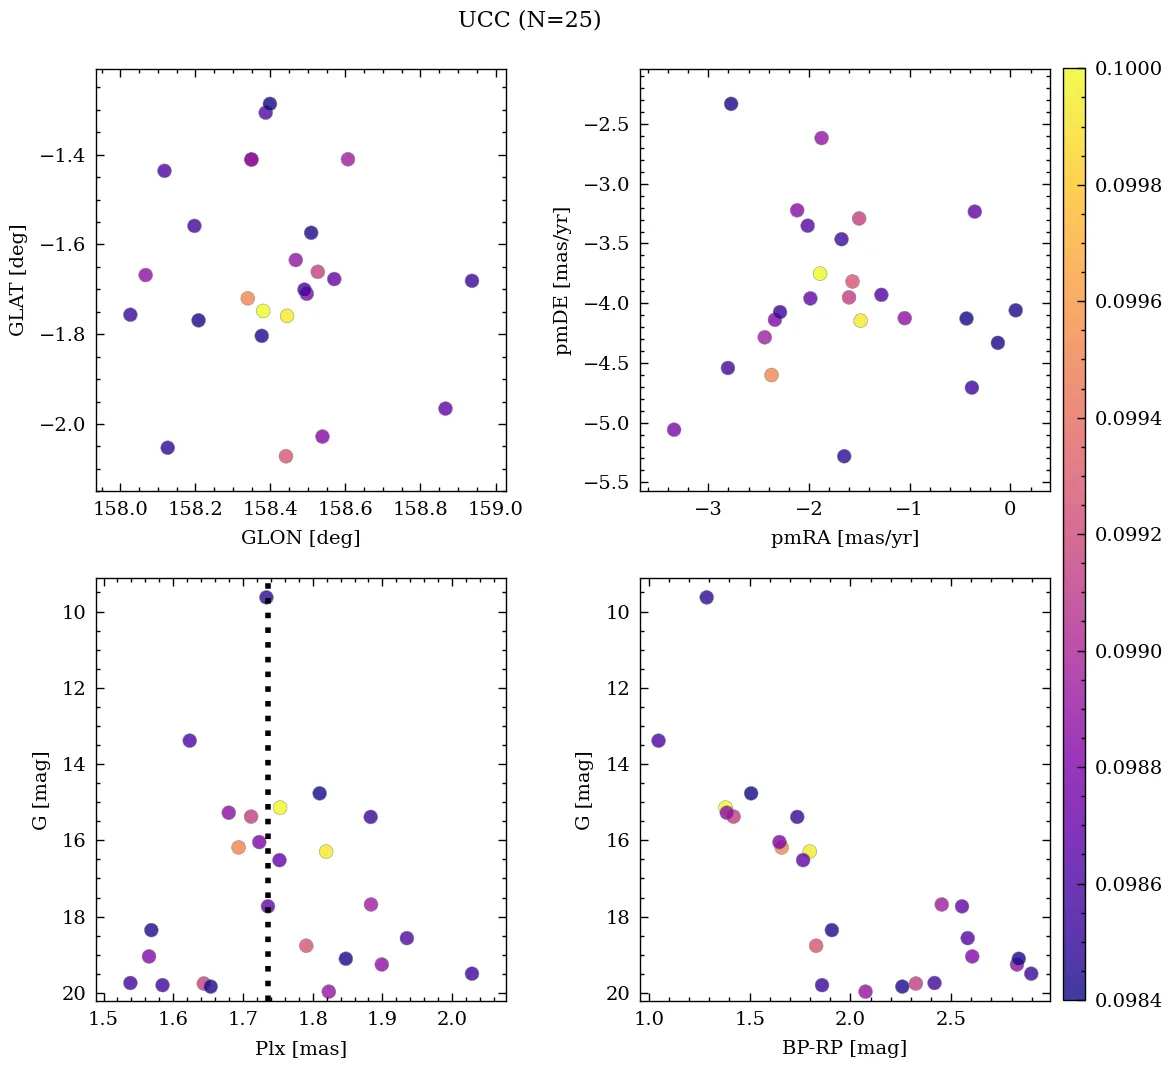 UCC (N=25)
−1.4
−1.6
−1.8
−2.0
GLAT [deg]
158.0 158.2 158.4 158.6 158.8 159.0
GLON [deg]
−2.5
−3.0
−3.5
−4.0
−4.5
−5.0
−5.5
pmDE [mas/yr]
−3 −2 −1 0
pmRA [mas/yr]
0.1000
0.0998
0.0996
0.0994
0.0992
0.0990
0.0988
0.0986
0.0984
10
12
14
16
18
20
G [mag]
1.5 1.6 1.7 1.8 1.9 2.0
Plx [mas]
10
12
14
16
18
20
G [mag]
1.0 1.5 2.0 2.5
BP-RP [mag]